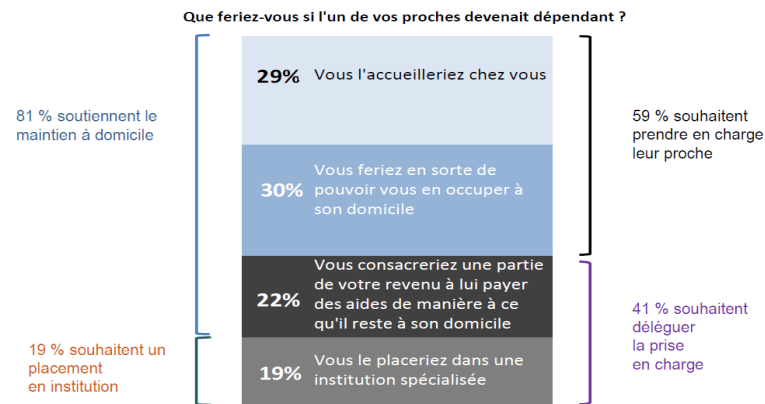 Que feriez-vous si l'un de vos proches devenait dépendant ?
81 % soutiennent le
maintien à domicile
19 % souhaitent un
placement
en institution
29% Vous l'accueilleriez chez vous
30% Vous feriez en sorte de
pouvoir vous en occuper à
son domicile
22% Vous consacreriez une partie
de votre revenu à lui payer
des aides de manière à ce
qu'il reste à son domicile
19% Vous le placeriez dans une
institution spécialisée
59 % souhaitent
prendre en charge
leur proche
41 % souhaitent
déléguer
la prise
en charge